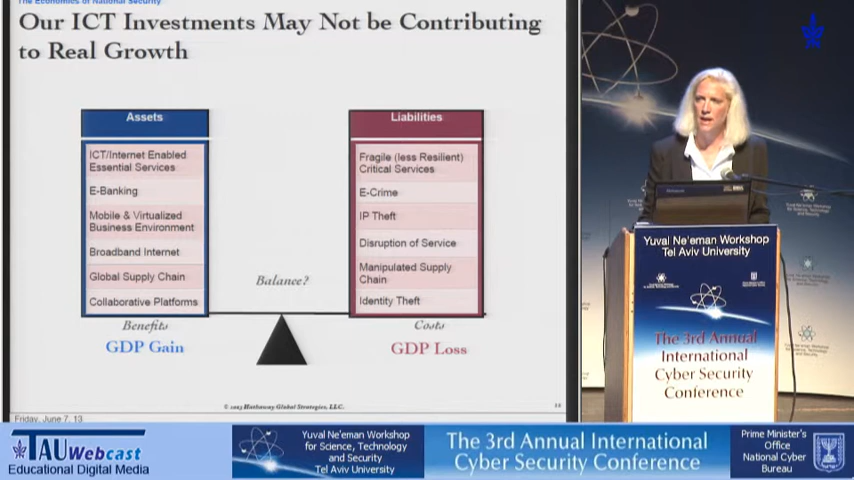 The Economics of National Security
Our ICT Investments May Not be Contributing
to Real Growth
Assets
ICT/Internet Enabled
Essential Services
E-Banking
Mobile & Virtualized
Business Environment
Broadband Internet
Global Supply Chain
Collaborative Platforms
Benefits
GDP Gain
Balance?
Liabilities
Fragile (less Resilient)
Critical Services
E-Crime
IP Theft
Disruption of Service
Manipulated Supply
Chain
Identity Theft
Costs
GDP Loss
© 2013 Hathaway Global Strategies, LLC.
Friday, June 7, 13
Yuval Ne'eman Workshop
Tel Aviv University
The 3rd Annual
International
Cyber Security
Conference
TAU Webcast
Educational Digital Media
Yuval Ne'eman Workshop
for Science, Technology
and Security
Tel Aviv University
The 3rd Annual International
Cyber Security Conference
Prime Minister's
Office
National Cyber
Bureau